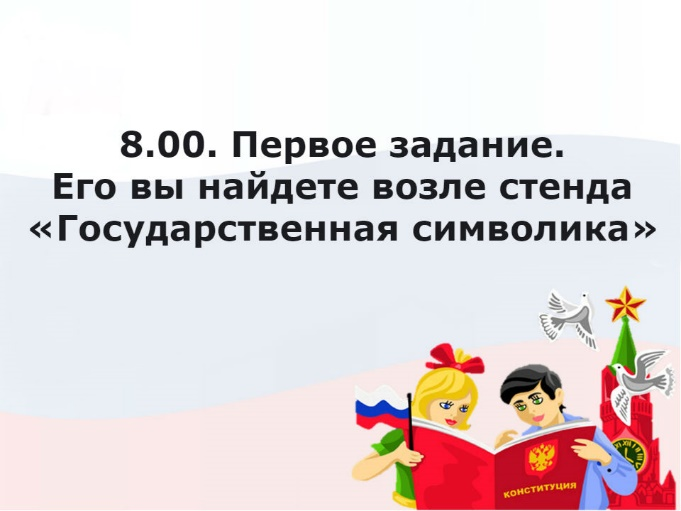 8.00. Первое задание.
Его вы найдете возле стенда
«Государственная символика»
КОНСТИТУЦИЯ